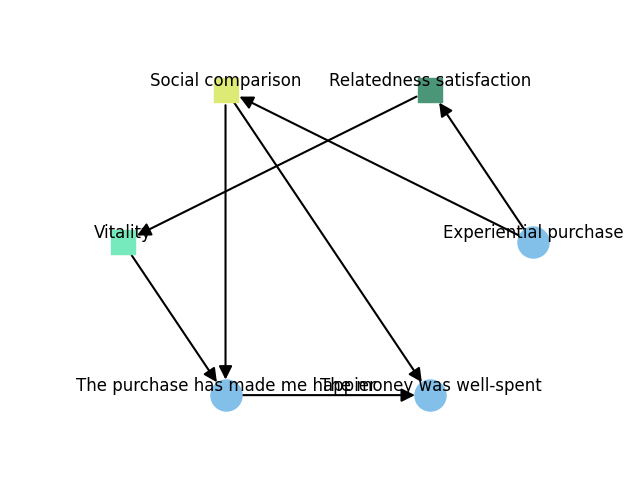 Social comparison
Relatedness satisfaction
Vitality
Experiential purchase
The purchase has made me happier
The money was well-spent